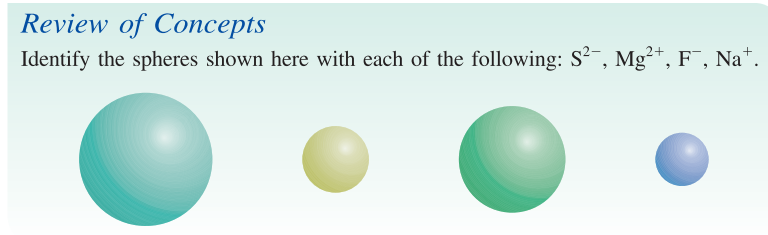 Review of Concepts
Identify the spheres shown here with each of the following: S²⁻, Mg²⁺, F⁻, Na⁺.